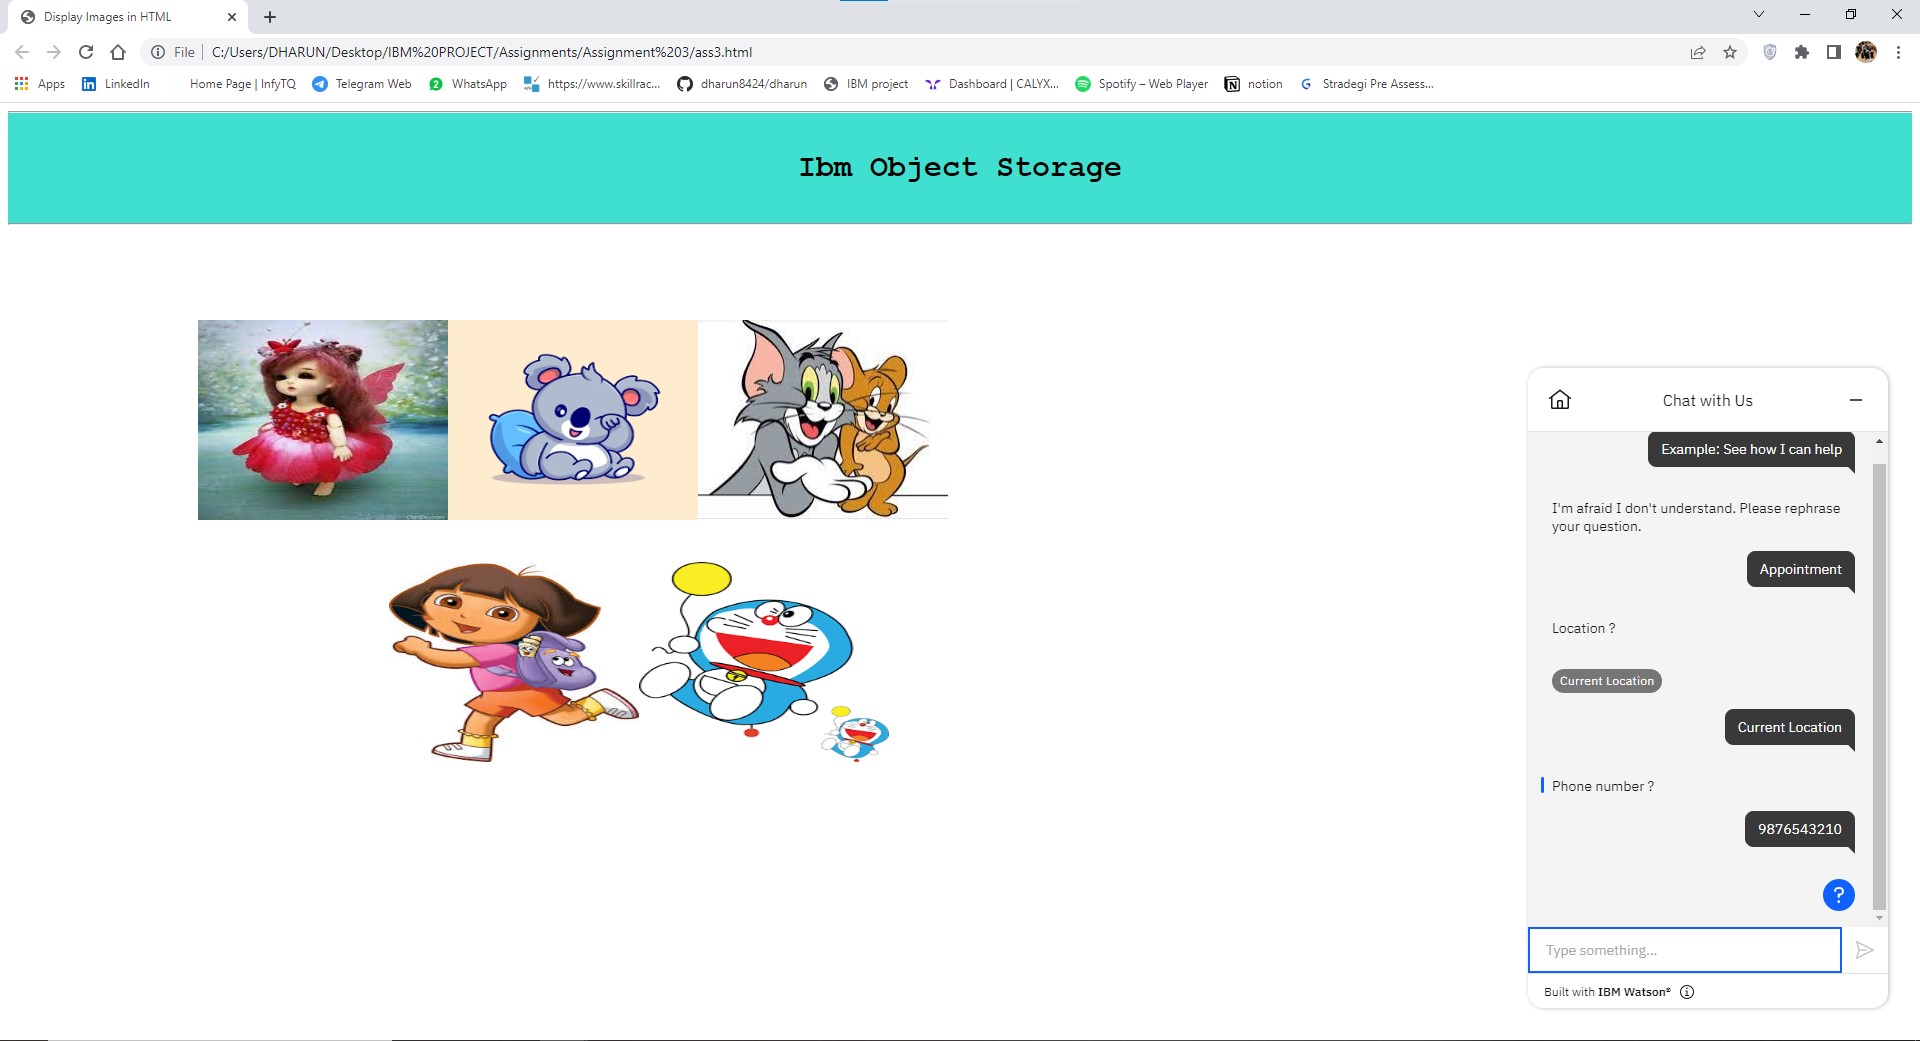 Display Images in HTML
File
C:/Users/DHARUN/Desktop/IBM%20PROJECT/Assignments/Assignment%203/ass3.html
Apps LinkedIn Home Page | InfyTQ Telegram Web 2 WhatsApp https://www.skillrac... dharun8424/dharun IBM project Dashboard | CALYX... Spotify – Web Player notion G Stradegi Pre Assess...
Ibm Object Storage
Chat with Us
Example: See how I can help
I'm afraid I don't understand. Please rephrase
your question.
Appointment
Location ?
Current Location
Current Location
Phone number ?
9876543210
?
Type something...
Built with IBM Watson®